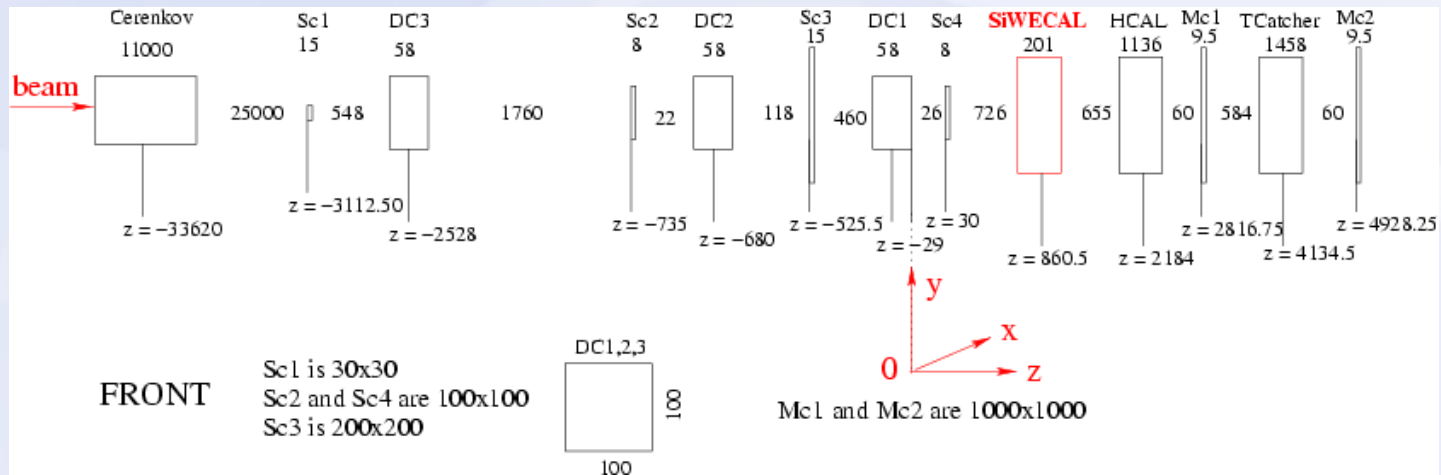 Cerenkov Sc1 DC3 Sc2 DC2 Sc3 DC1 Sc4 SiWECAL HCAL Mc1 TCatcher Mc2
11000 15 58 8 58 15 58 8 201 1136 9.5 1458 9.5
beam 25000 548 1760 22 118 460 26 726 655 60 584 60
z = −33620 z = −3112.50 z = −2528 z = −735 z = −680 z = −525.5 z = −29 z = 30 z = 860.5 z = 2184 z = 2816.75 z = 4134.5 z = 4928.25
y
x
0 z
FRONT
Sc1 is 30x30
Sc2 and Sc4 are 100x100
Sc3 is 200x200
DC1,2,3
100
100
Mc1 and Mc2 are 1000x1000